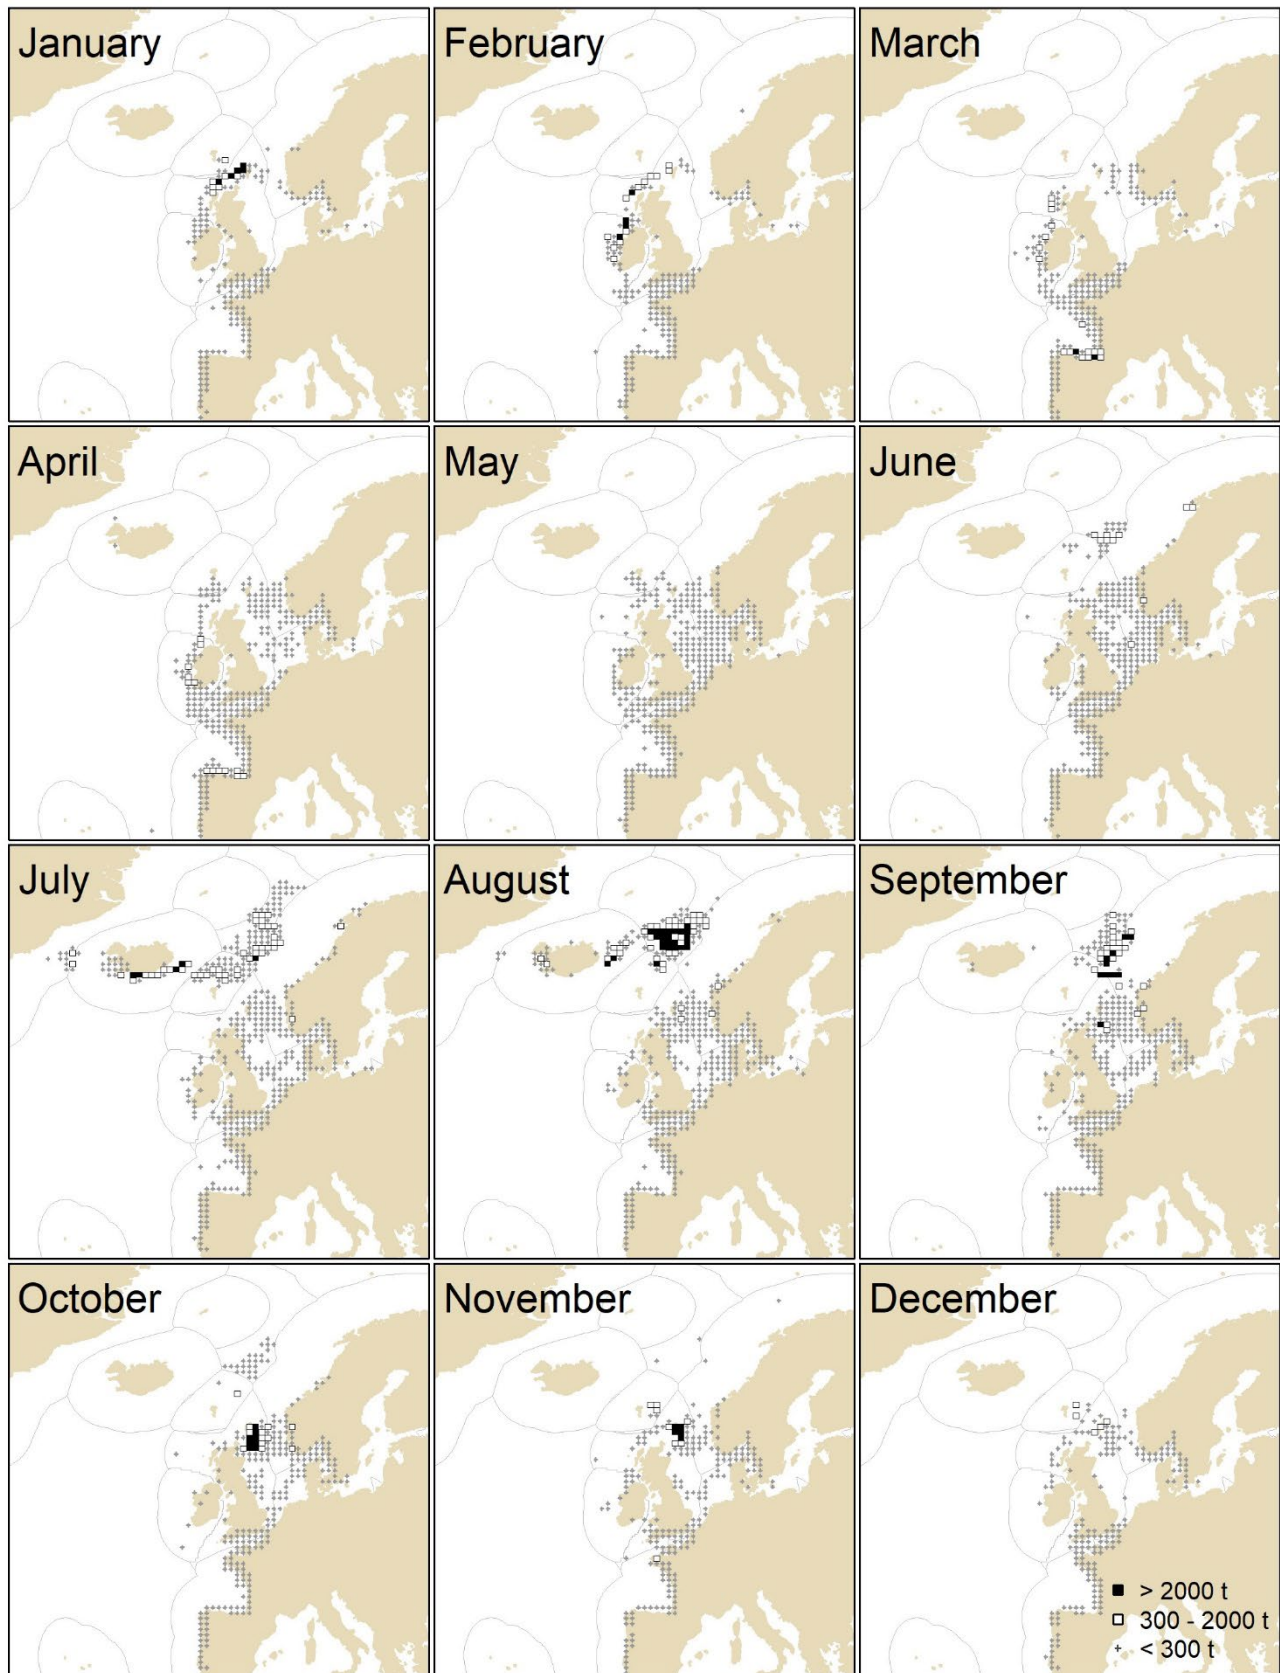 January
February
March
April
May
June
July
August
September
October
November
December
> 2000 t
300 - 2000 t
< 300 t